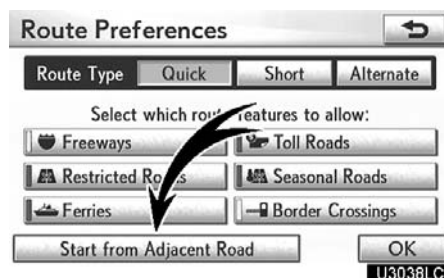 Route Preferences
Route Type Quick Short Alternate
Select which features to allow:
Freeways Toll Roads
Restricted Seasonal Roads
Ferries Border Crossings
Start from Adjacent Road OK
U3038LC